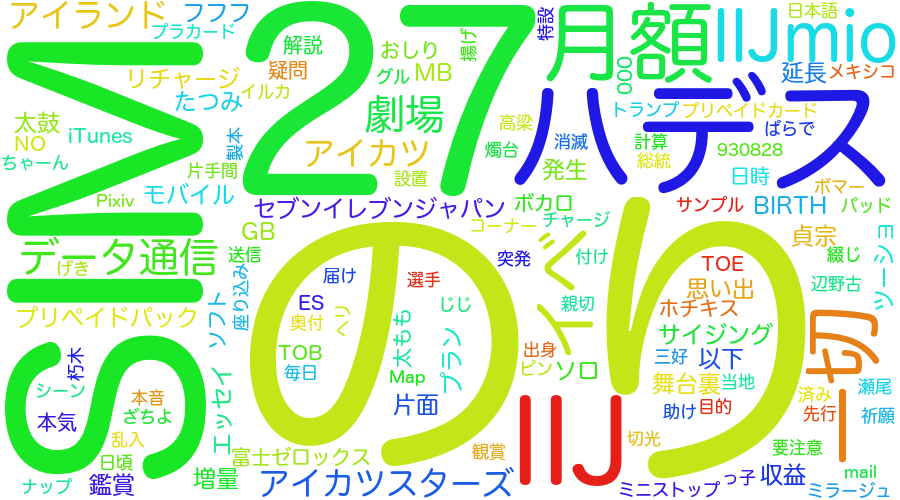 アイランド
フフフ
プラカード
リチャージ
イルカ
たつみ
太鼓
NO
iTunes
ちゃーん
製本
片手間
Pixiv
モバイル
SIM
27
解説
疑問
おしり
グル
MB
揚げ
特設
劇場
アイカツ
設置
高梁
燭台
発生
セブンイレブンジャパン
ボカロ
コーナー
チャージ
月額
IIJmio
日本語
000
延長
メキシコ
トランプ
プリペイドカード
ぱらで
消滅
計算
総統
930828
日時
ハデス
ボマー
サンプル
BIRTH
パッド
データ通信
げき
GB
送信
プリペイドパック
ソフト
座り込み
届け
ES
奥付
ヘリ
TOB
毎日
のり
選手
じじ
太もも
Map
プラン
片面
突発
付け
イベ
親切
出身
ピン
ソロ
貞宗
綴じ
ツーショ
TOE
思い出
辺野古
ホチキス
サイジング
三好
以下
舞台裏
当地
助け
目的
一切
済み
先行
瀬尾
祈願
朽木
シーン
本音
本気
ざちよ
乱入
エッセイ
日頃
富士ゼロックス
ナップ
鑑賞
増量
アイカツスターズ
観賞
IIJ
切光
要注意
ミニストップ
っ子
収益
mail
ミラージュ